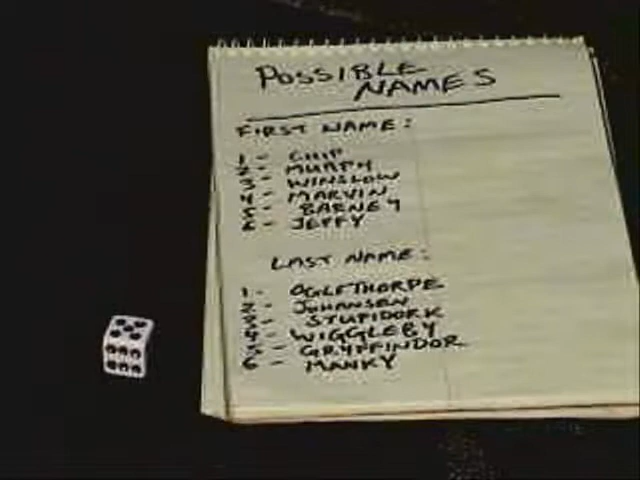 POSSIBLE
NAMES
FIRST NAME:
1 - CHIP
2 - MURPHY
3 - WINSLOW
4 - MARVIN
5 - BARNEY
6 - JEFFY
LAST NAME:
1 - OGLETHORPE
2 - JOHANSEN
3 - STUPIDORK
4 - WIGGLEBY
5 - GRYFFINDOR
6 - MANKY